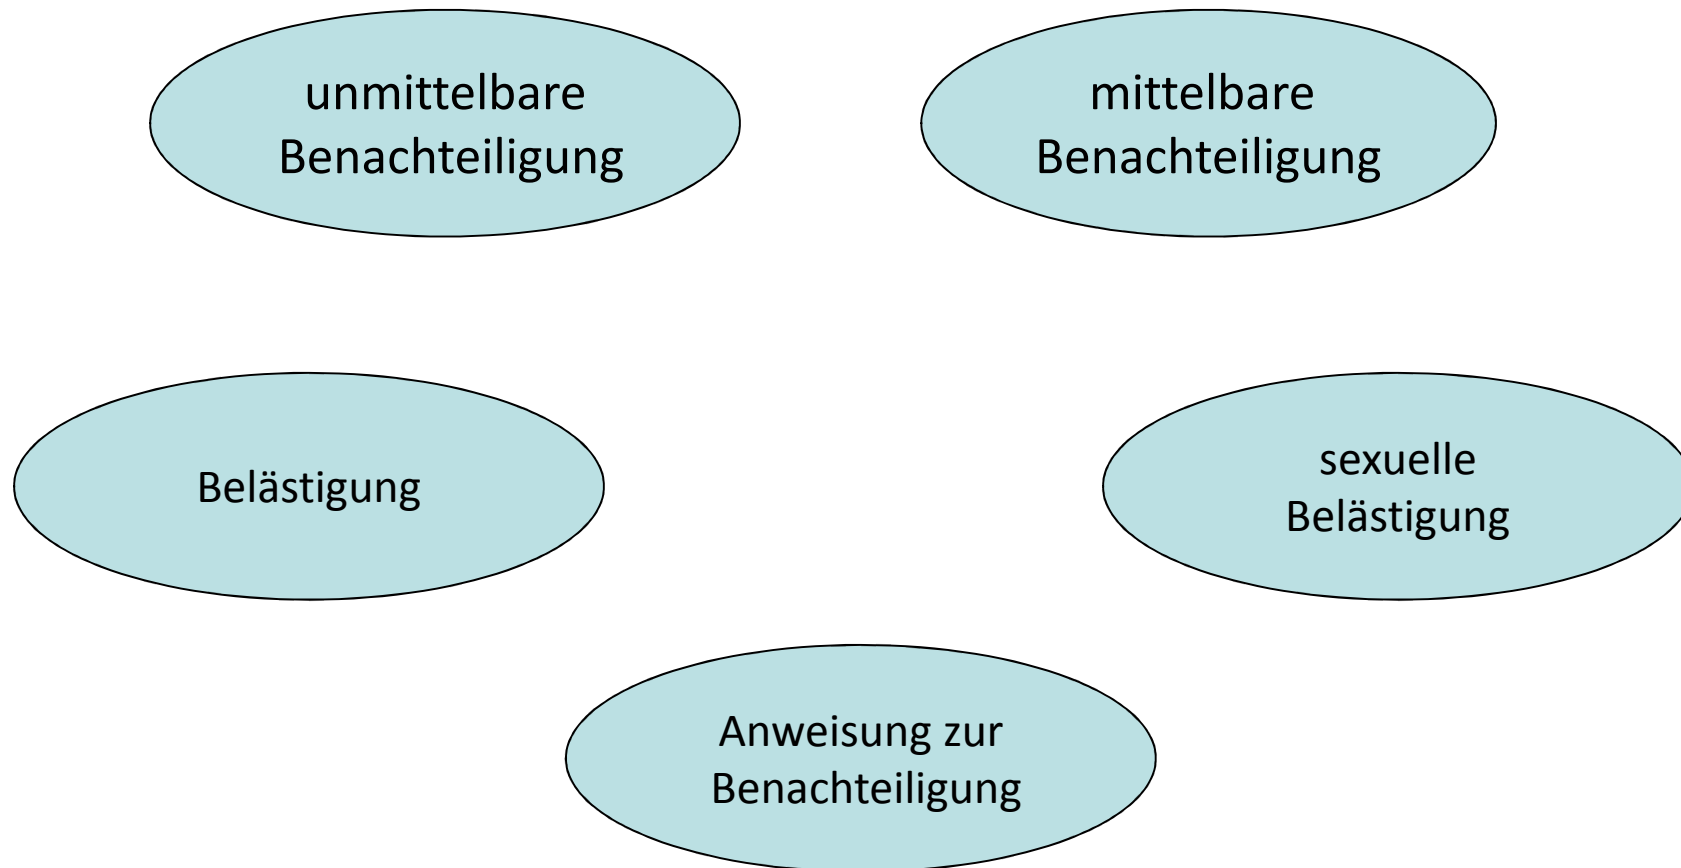 unmittelbare
Benachteiligung
mittelbare
Benachteiligung
Belästigung
sexuelle
Belästigung
Anweisung zur
Benachteiligung